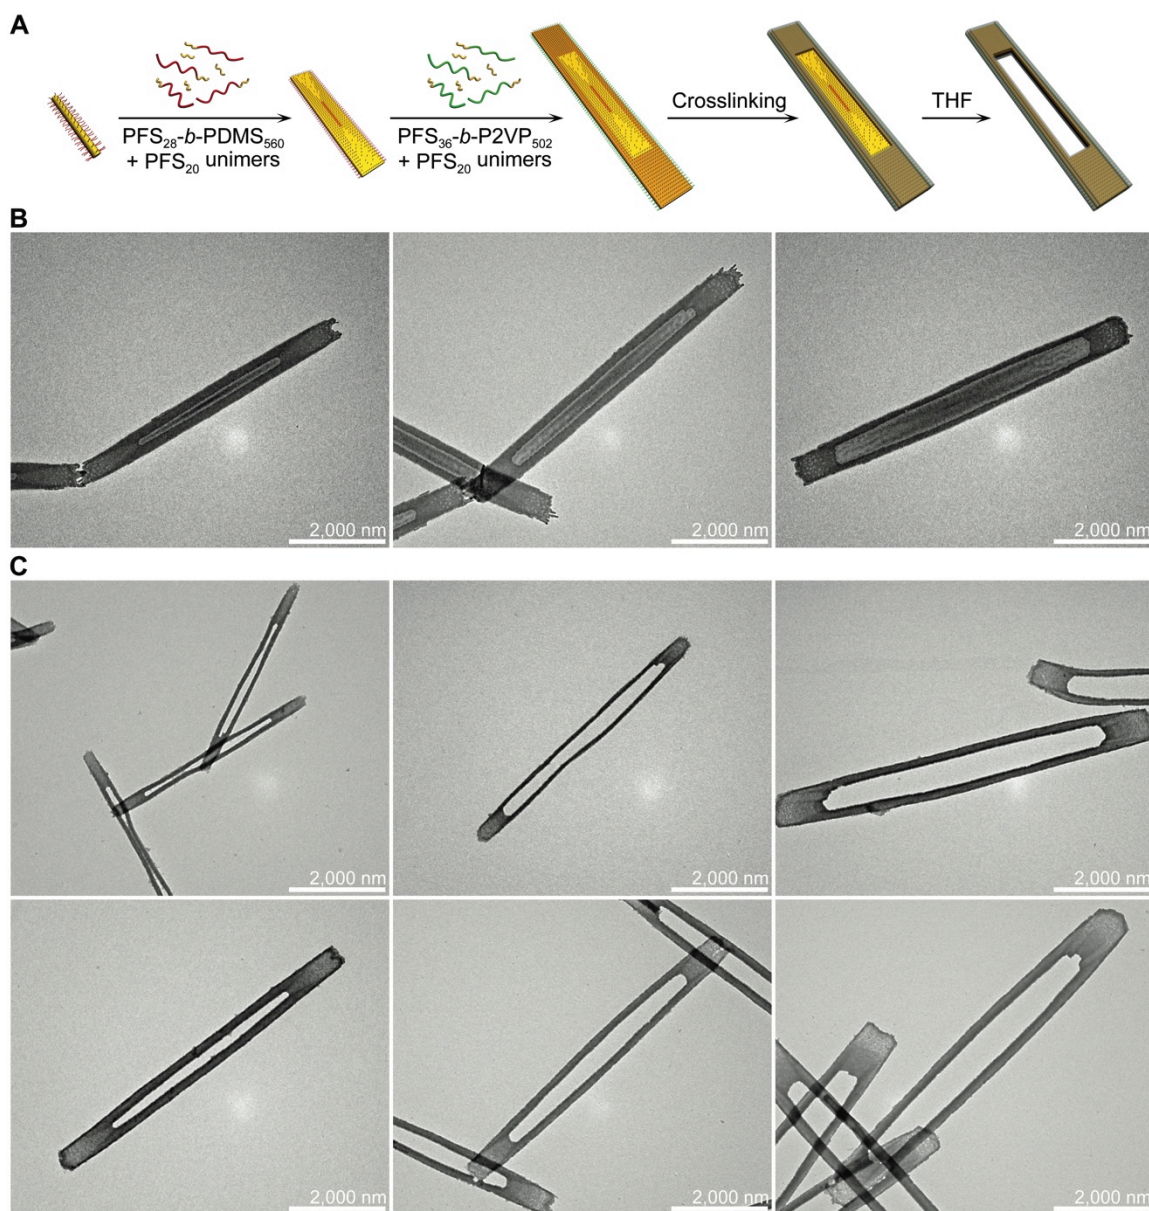 A
PFS28-b-PDMS560
+ PFS20 unimers
PFS36-b-P2VP502
+ PFS20 unimers
Crosslinking
THF
B
2,000 nm
2,000 nm
2,000 nm
C
2,000 nm
2,000 nm
2,000 nm
2,000 nm
2,000 nm
2,000 nm